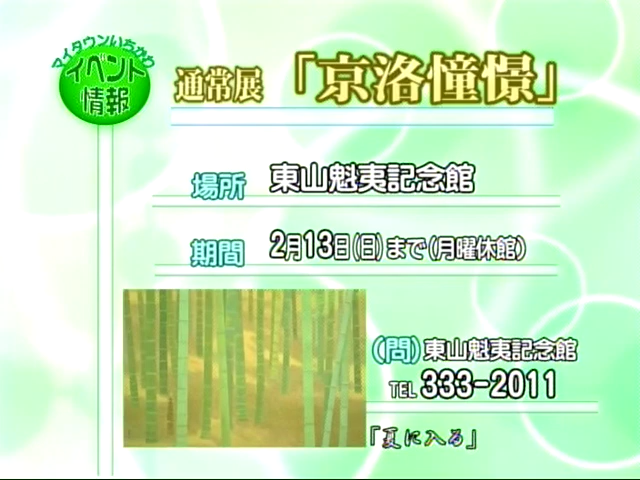 マイタウンいちかわ
イベント
情報
通常展 「京洛憧憬」
場所 東山魁夷記念館
期間 2月13日(日)まで(月曜休館)
(問)東山魁夷記念館
TEL 333-2011
「夏に入る」